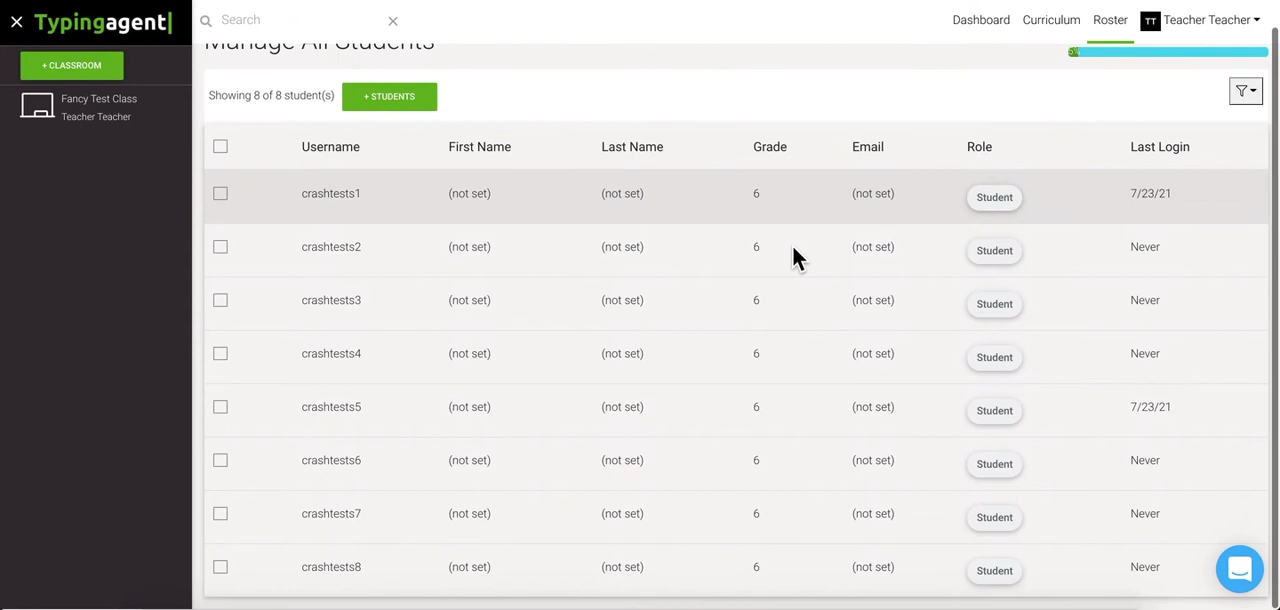 × Typingagent|
Search ×
Dashboard Curriculum Roster TT Teacher Teacher
+ CLASSROOM
Fancy Test Class
Teacher Teacher
Manage All Students
5%
Showing 8 of 8 student(s) + STUDENTS
Username First Name Last Name Grade Email Role Last Login
crashtests1 (not set) (not set) 6 (not set) Student 7/23/21
crashtests2 (not set) (not set) 6 (not set) Student Never
crashtests3 (not set) (not set) 6 (not set) Student Never
crashtests4 (not set) (not set) 6 (not set) Student Never
crashtests5 (not set) (not set) 6 (not set) Student 7/23/21
crashtests6 (not set) (not set) 6 (not set) Student Never
crashtests7 (not set) (not set) 6 (not set) Student Never
crashtests8 (not set) (not set) 6 (not set) Student Never